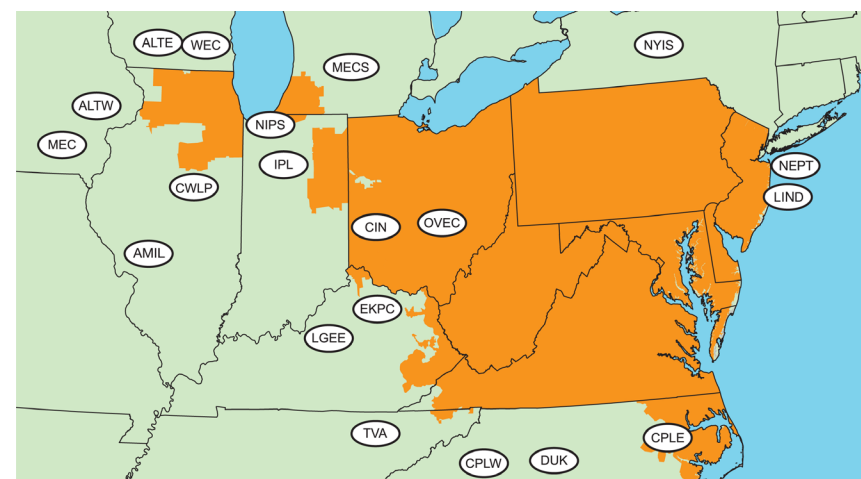 ALTE
WEC
NYIS
MECS
ALTW
NIPS
MEC
IPL
NEPT
CWLP
LIND
CIN
OVEC
AMIL
EKPC
LGEE
TVA
CPLE
CPLW
DUK